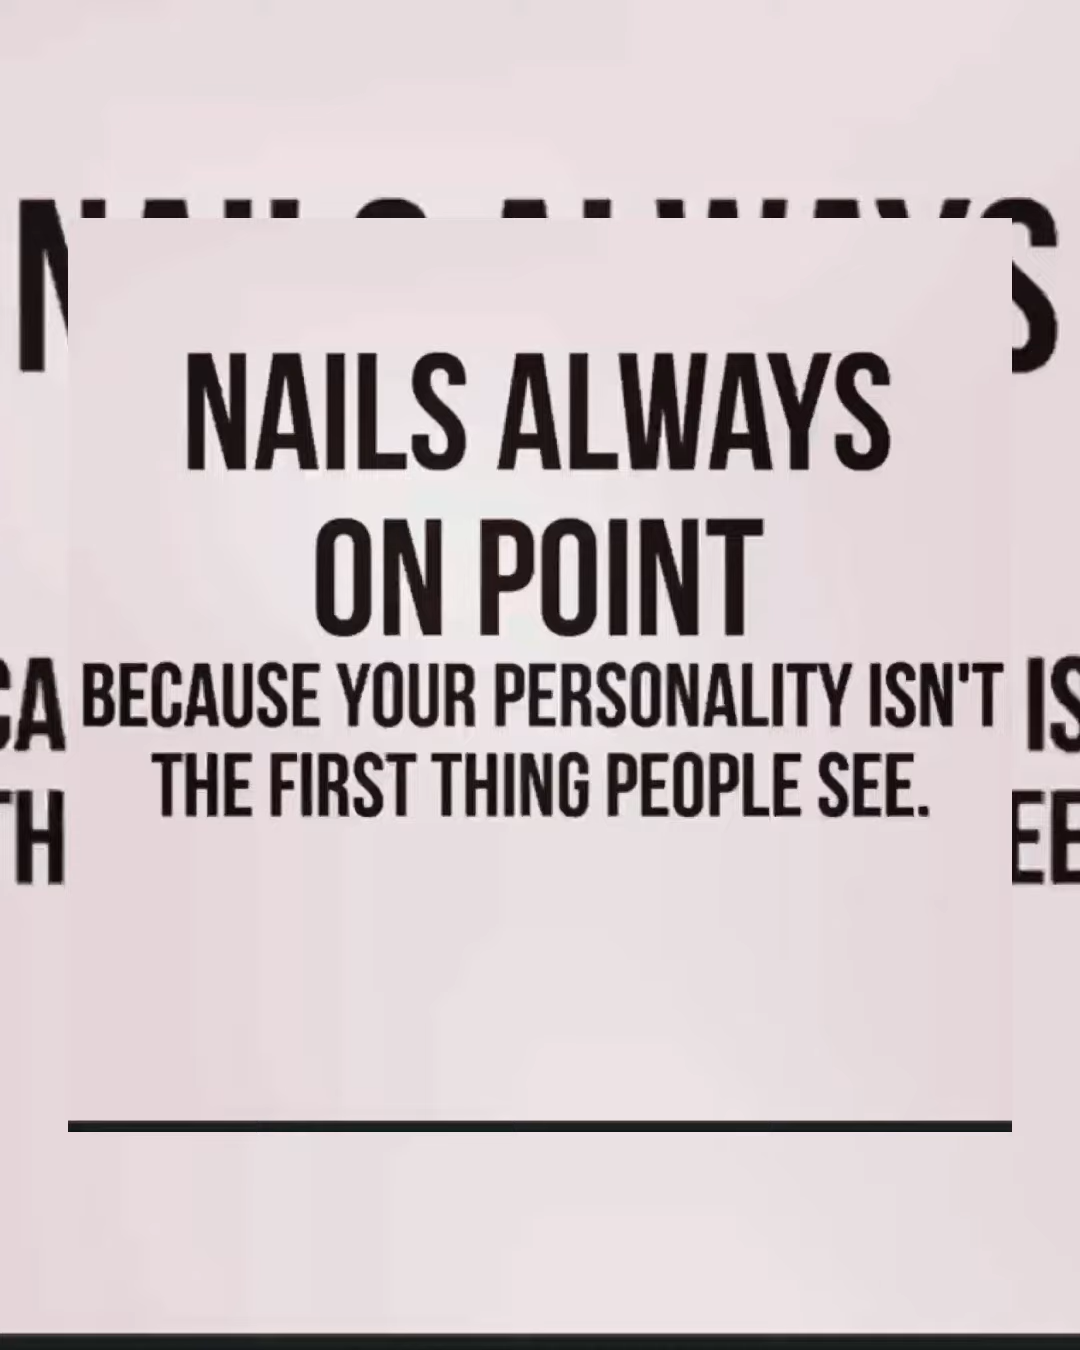 NAILS ALWAYS
ON POINT
BECAUSE YOUR PERSONALITY ISN'T
THE FIRST THING PEOPLE SEE.